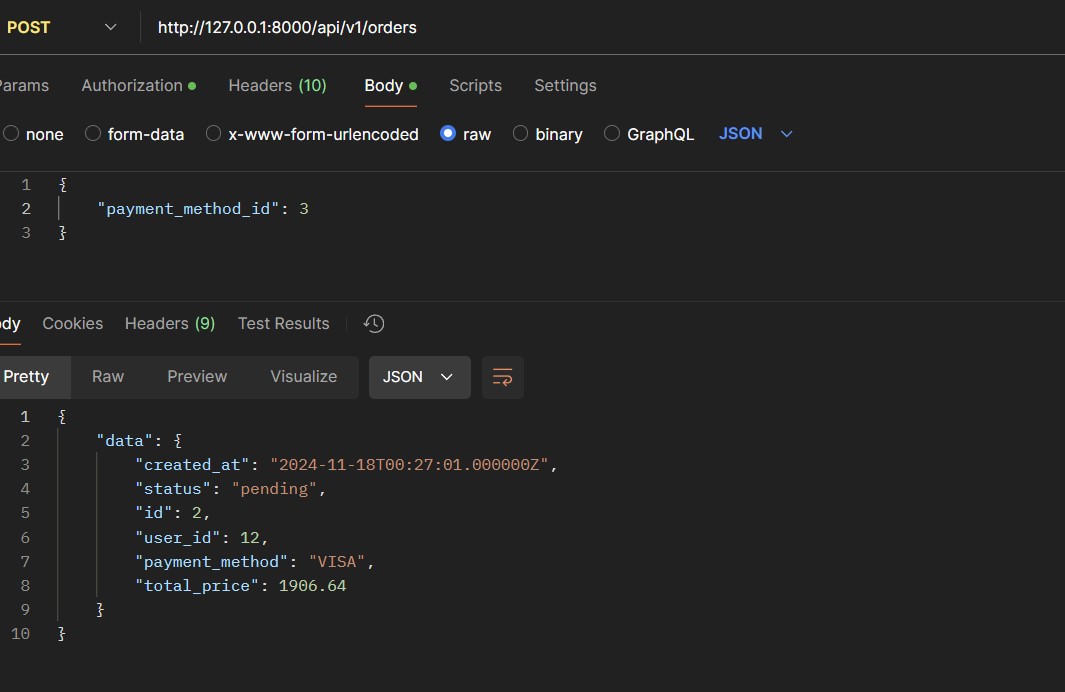 POST http://127.0.0.1:8000/api/v1/orders
Params Authorization Headers (10) Body Scripts Settings
none form-data x-www-form-urlencoded raw binary GraphQL JSON
1 {
2 "payment_method_id": 3
3 }
ody Cookies Headers (9) Test Results
Pretty Raw Preview Visualize JSON
1 {
2 "data": {
3 "created_at": "2024-11-18T00:27:01.000000Z",
4 "status": "pending",
5 "id": 2,
6 "user_id": 12,
7 "payment_method": "VISA",
8 "total_price": 1906.64
9 }
10 }